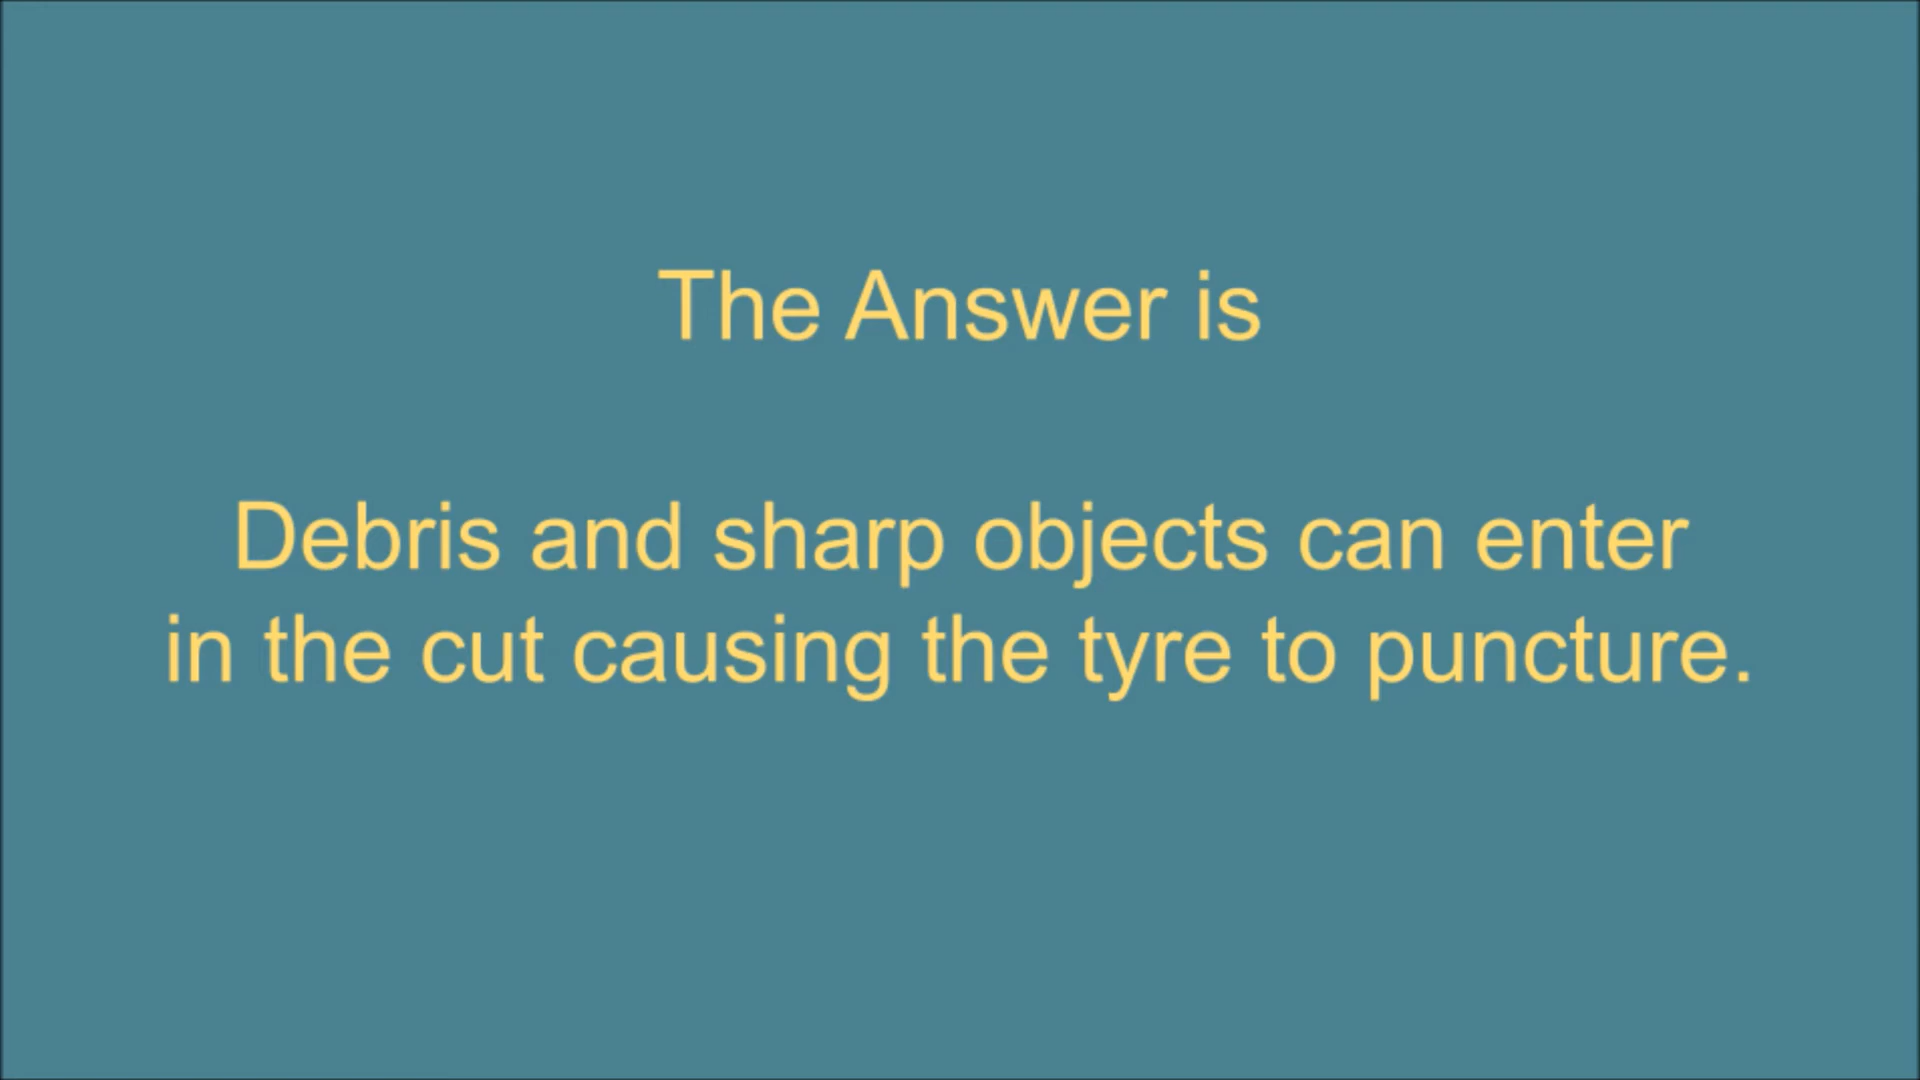 The Answer is
Debris and sharp objects can enter
in the cut causing the tyre to puncture.